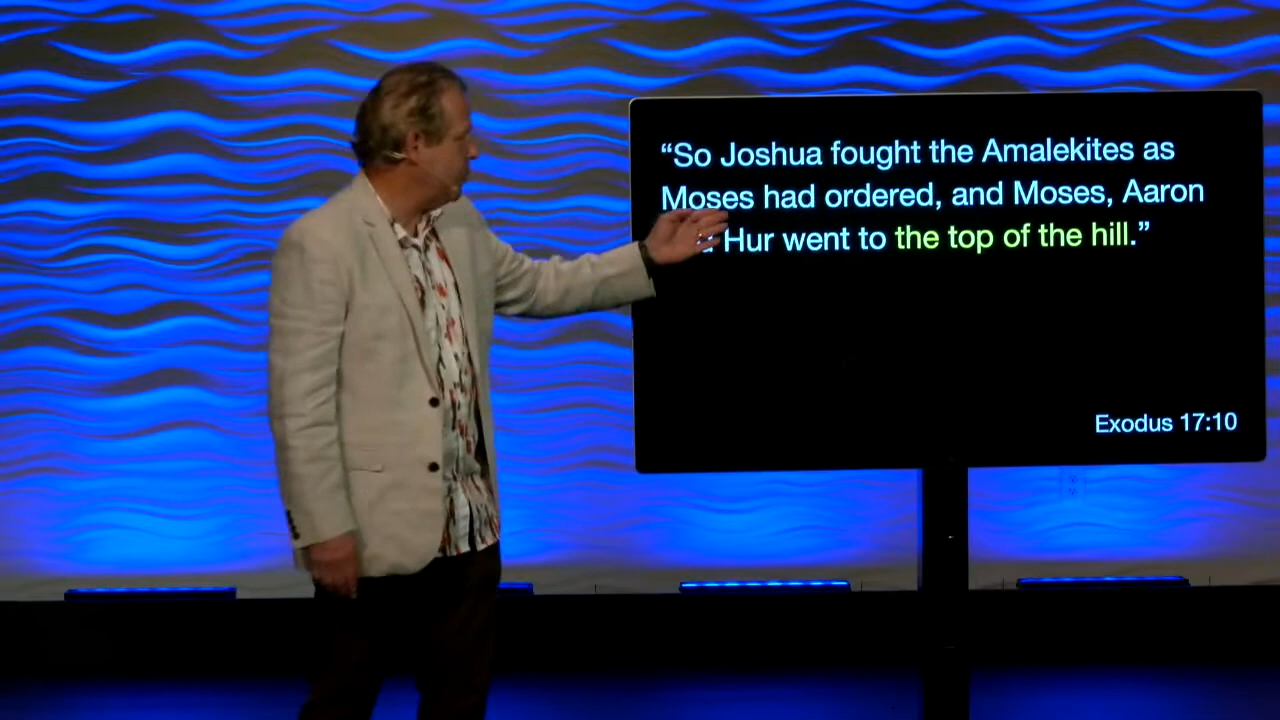 “So Joshua fought the Amalekites as
Moses had ordered, and Moses, Aaron
Hur went to the top of the hill.”
Exodus 17:10